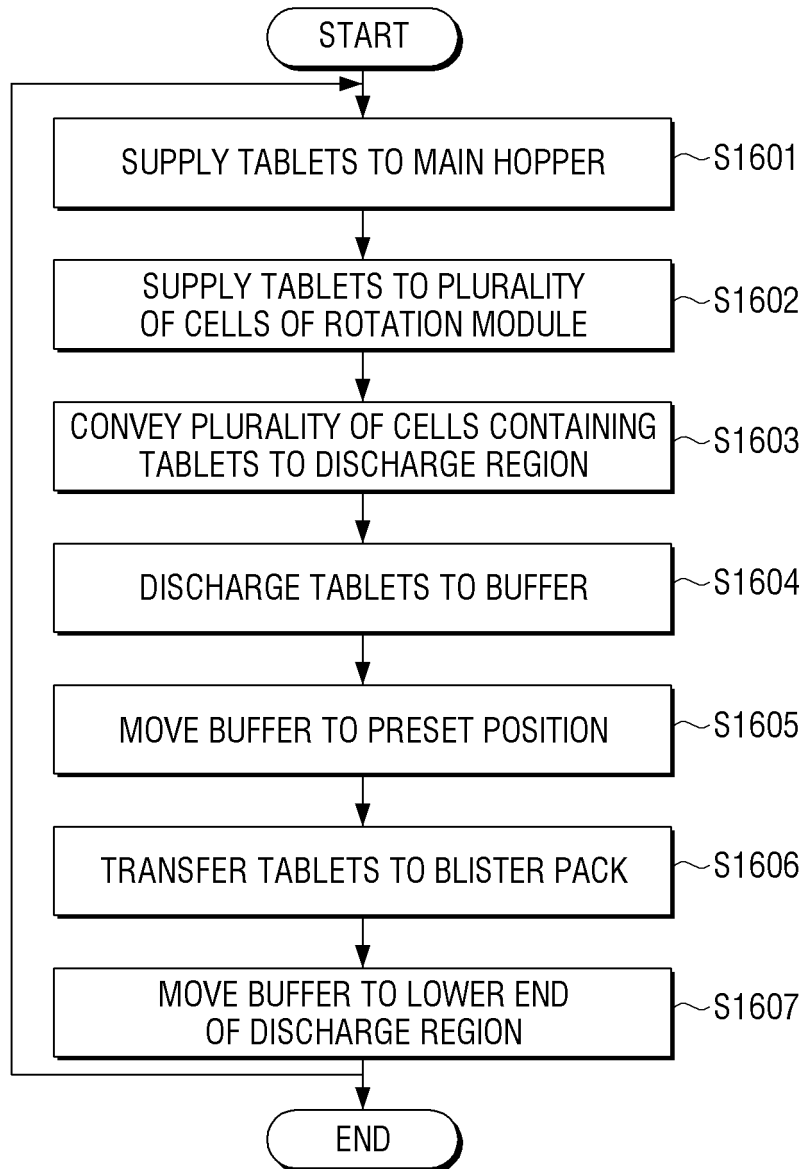 START
SUPPLY TABLETS TO MAIN HOPPER
S1601
SUPPLY TABLETS TO PLURALITY
OF CELLS OF ROTATION MODULE
S1602
CONVEY PLURALITY OF CELLS CONTAINING
TABLETS TO DISCHARGE REGION
S1603
DISCHARGE TABLETS TO BUFFER
S1604
MOVE BUFFER TO PRESET POSITION
S1605
TRANSFER TABLETS TO BLISTER PACK
S1606
MOVE BUFFER TO LOWER END
OF DISCHARGE REGION
S1607
END